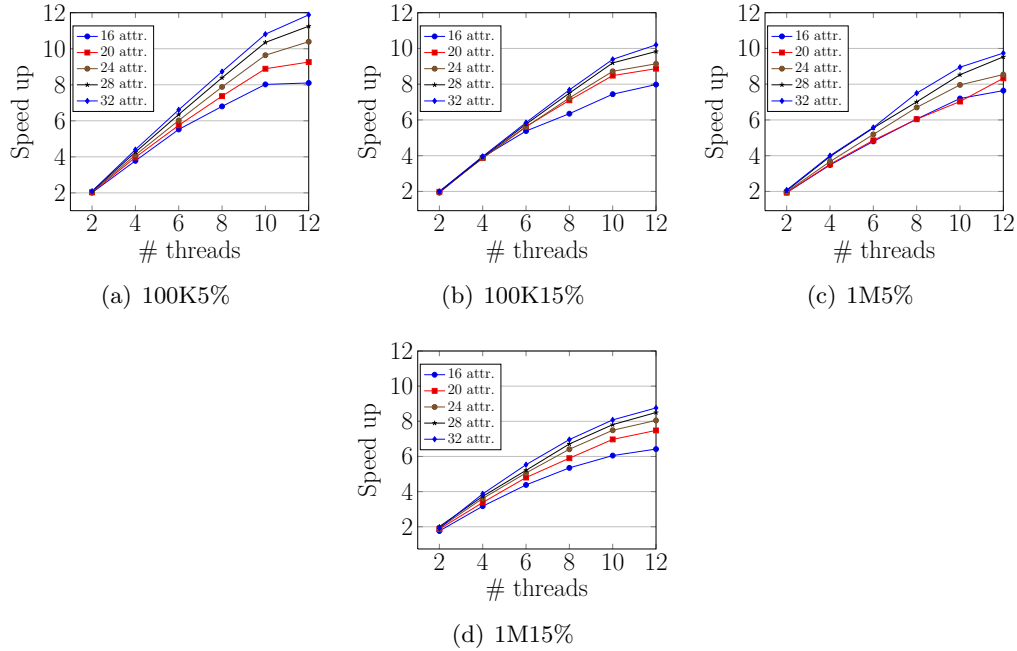 12
10
8
6
4
2
Speed up
16 attr.
20 attr.
24 attr.
28 attr.
32 attr.
2 4 6 8 10 12
# threads
(a) 100K5%
12
10
8
6
4
2
Speed up
16 attr.
20 attr.
24 attr.
28 attr.
32 attr.
2 4 6 8 10 12
# threads
(b) 100K15%
12
10
8
6
4
2
Speed up
16 attr.
20 attr.
24 attr.
28 attr.
32 attr.
2 4 6 8 10 12
# threads
(c) 1M5%
12
10
8
6
4
2
Speed up
16 attr.
20 attr.
24 attr.
28 attr.
32 attr.
2 4 6 8 10 12
# threads
(d) 1M15%